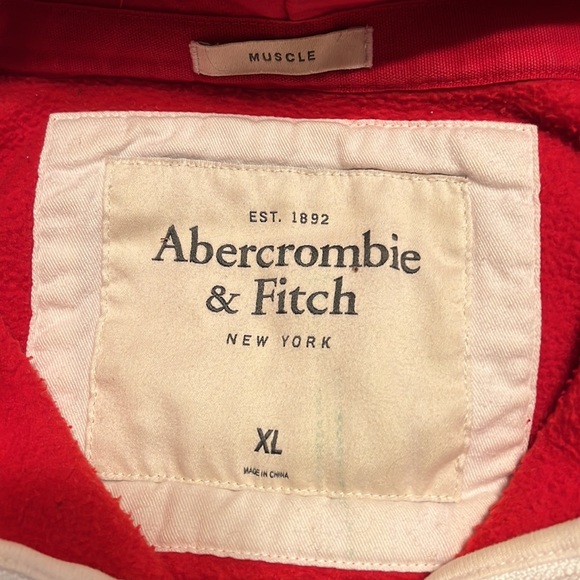 MUSCLE
EST. 1892
Abercrombie
& Fitch
NEW YORK
XL
MADE IN CHINA